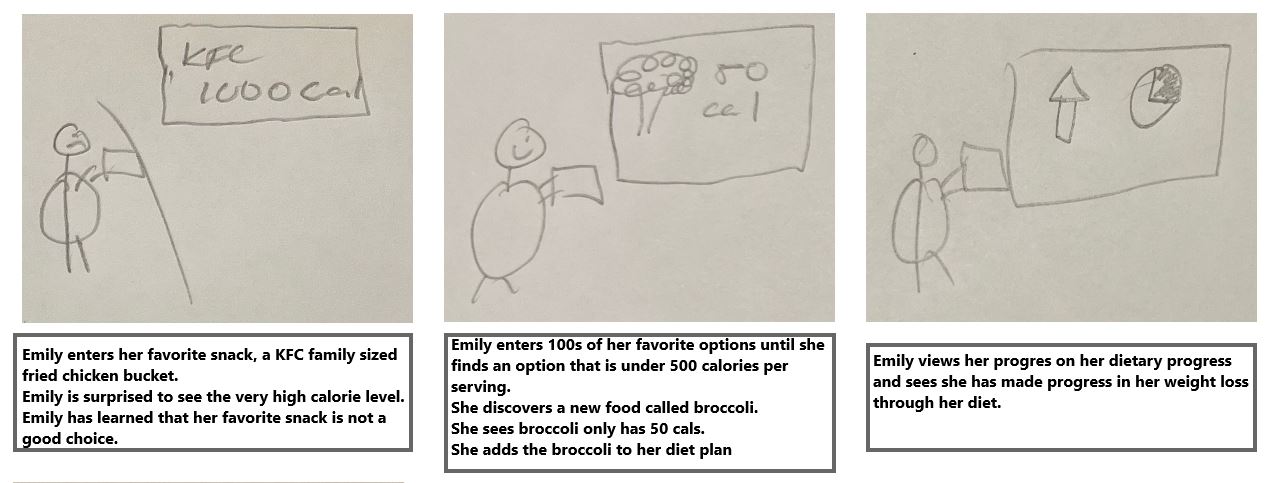 KFC
1000 cal
50
cal
Emily enters her favorite snack, a KFC family sized
fried chicken bucket.
Emily is surprised to see the very high calorie level.
Emily has learned that her favorite snack is not a
good choice.
Emily enters 100s of her favorite options until she
finds an option that is under 500 calories per
serving.
She discovers a new food called broccoli.
She sees broccoli only has 50 cals.
She adds the broccoli to her diet plan
Emily views her progres on her dietary progress
and sees she has made progress in her weight loss
through her diet.